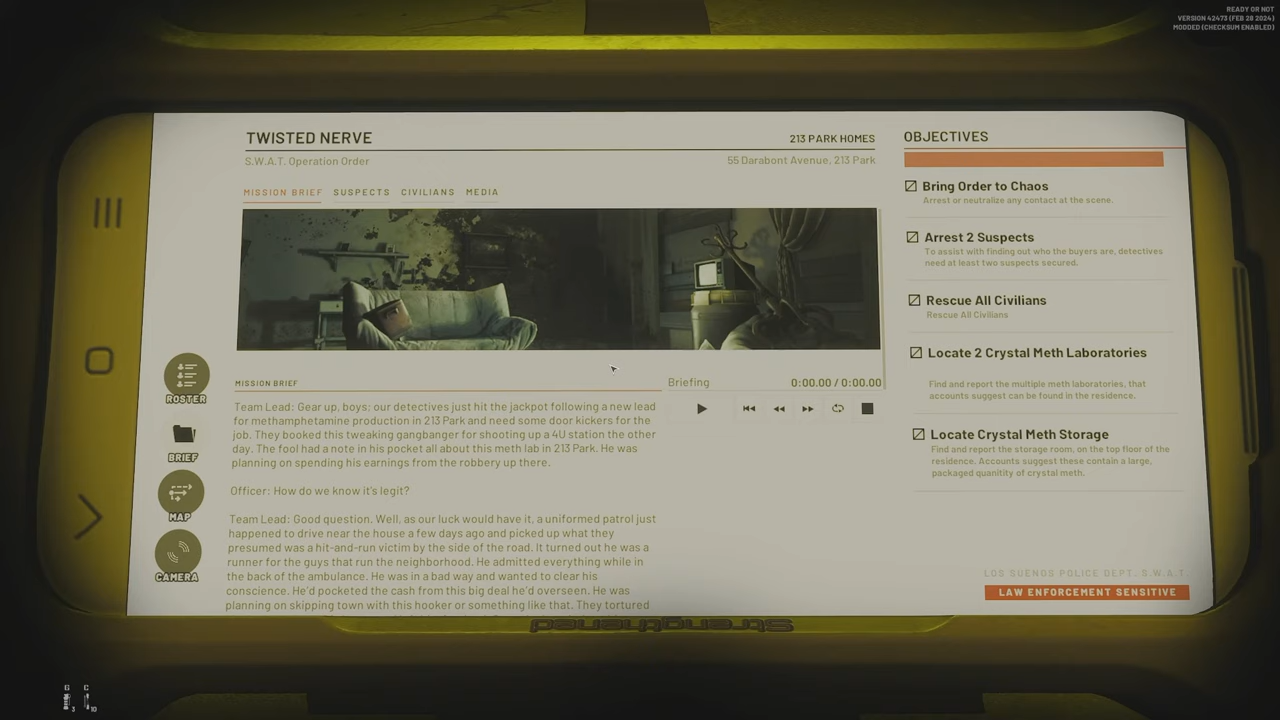 READY OR NOT
VERSION 42473 (FEB 28 2024)
MODDED (CHECKSUM ENABLED)
TWISTED NERVE
213 PARK HOMES
S.W.A.T. Operation Order
55 Darabont Avenue, 213 Park
MISSION BRIEF SUSPECTS CIVILIANS MEDIA
MISSION BRIEF
Team Lead: Gear up, boys; our detectives just hit the jackpot following a new lead
for methamphetamine production in 213 Park and need some door kickers for the
job. They booked this tweaking gangbanger for shooting up a 4U station the other
day. The fool had a note in his pocket all about this meth lab in 213 Park. He was
planning on spending his earnings from the robbery up there.
Officer: How do we know it's legit?
Team Lead: Good question. Well, as our luck would have it, a uniformed patrol just
happened to drive near the house a few days ago and picked up what they
presumed was a hit-and-run victim by the side of the road. It turned out he was a
runner for the guys that run the neighborhood. He admitted everything while in
the back of the ambulance. He was in a bad way and wanted to clear his
conscience. He'd pocketed the cash from this big deal he'd overseen. He was
planning on skipping town with this hooker or something like that. They tortured
Briefing 0:00.00 / 0:00.00
OBJECTIVES
Bring Order to Chaos
Arrest or neutralize any contact at the scene.
Arrest 2 Suspects
To assist with finding out who the buyers are, detectives
need at least two suspects secured.
Rescue All Civilians
Rescue All Civilians
Locate 2 Crystal Meth Laboratories
Find and report the multiple meth laboratories, that
accounts suggest can be found in the residence.
Locate Crystal Meth Storage
Find and report the storage room, on the top floor of the
residence. Accounts suggest these contain a large,
packaged quanitity of crystal meth.
LOS SUENOS POLICE DEPT. S.W.A.T.
LAW ENFORCEMENT SENSITIVE
ROSTER
BRIEF
MAP
CAMERA
Strengthened
G C
3 10